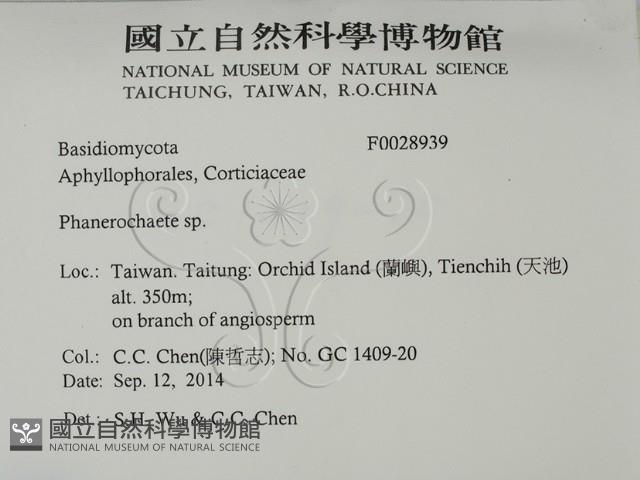 國立自然科學博物館
NATIONAL MUSEUM OF NATURAL SCIENCE
TAICHUNG, TAIWAN, R.O.CHINA
Basidiomycota F0028939
Aphyllophorales, Corticiaceae
Phanerochaete sp.
Loc.: Taiwan. Taitung: Orchid Island (蘭嶼), Tienchih (天池)
alt. 350m;
on branch of angiosperm
Col.: C.C. Chen(陳哲志); No. GC 1409-20
Date: Sep. 12, 2014
Det.: S.H. Wu & C.C. Chen
國立自然科學博物館
NATIONAL MUSEUM OF NATURAL SCIENCE